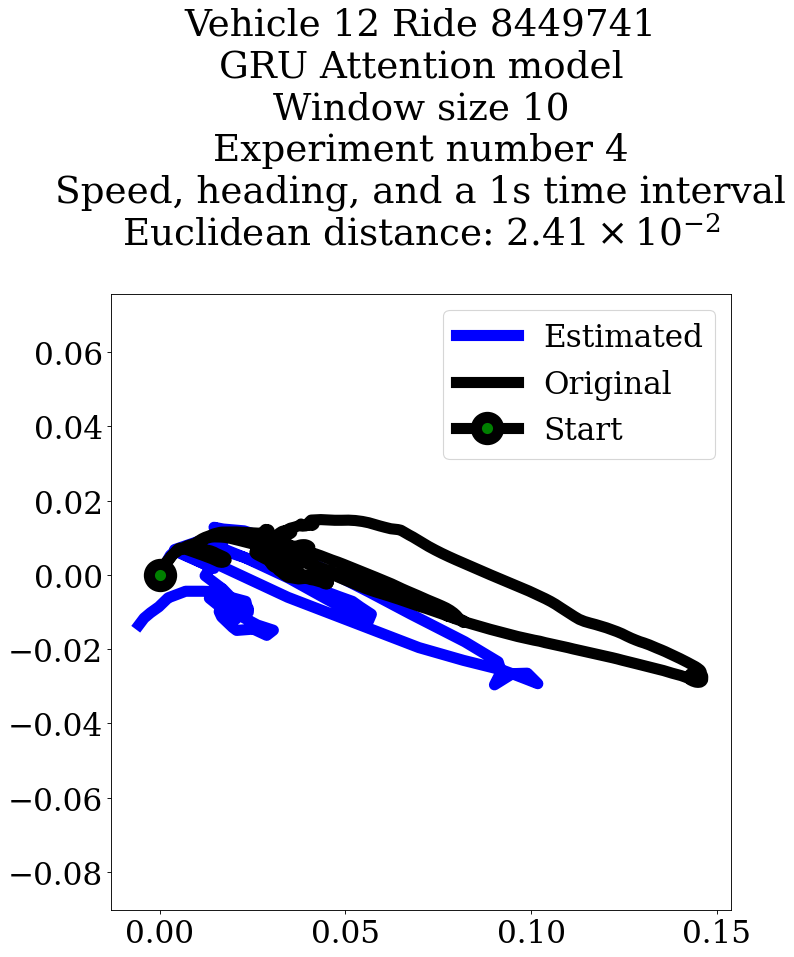 Vehicle 12 Ride 8449741
GRU Attention model
Window size 10
Experiment number 4
Speed, heading, and a 1s time interval
Euclidean distance: 2.41 × 10⁻²
Estimated
Original
Start
0.06
0.04
0.02
0.00
−0.02
−0.04
−0.06
−0.08
0.00 0.05 0.10 0.15